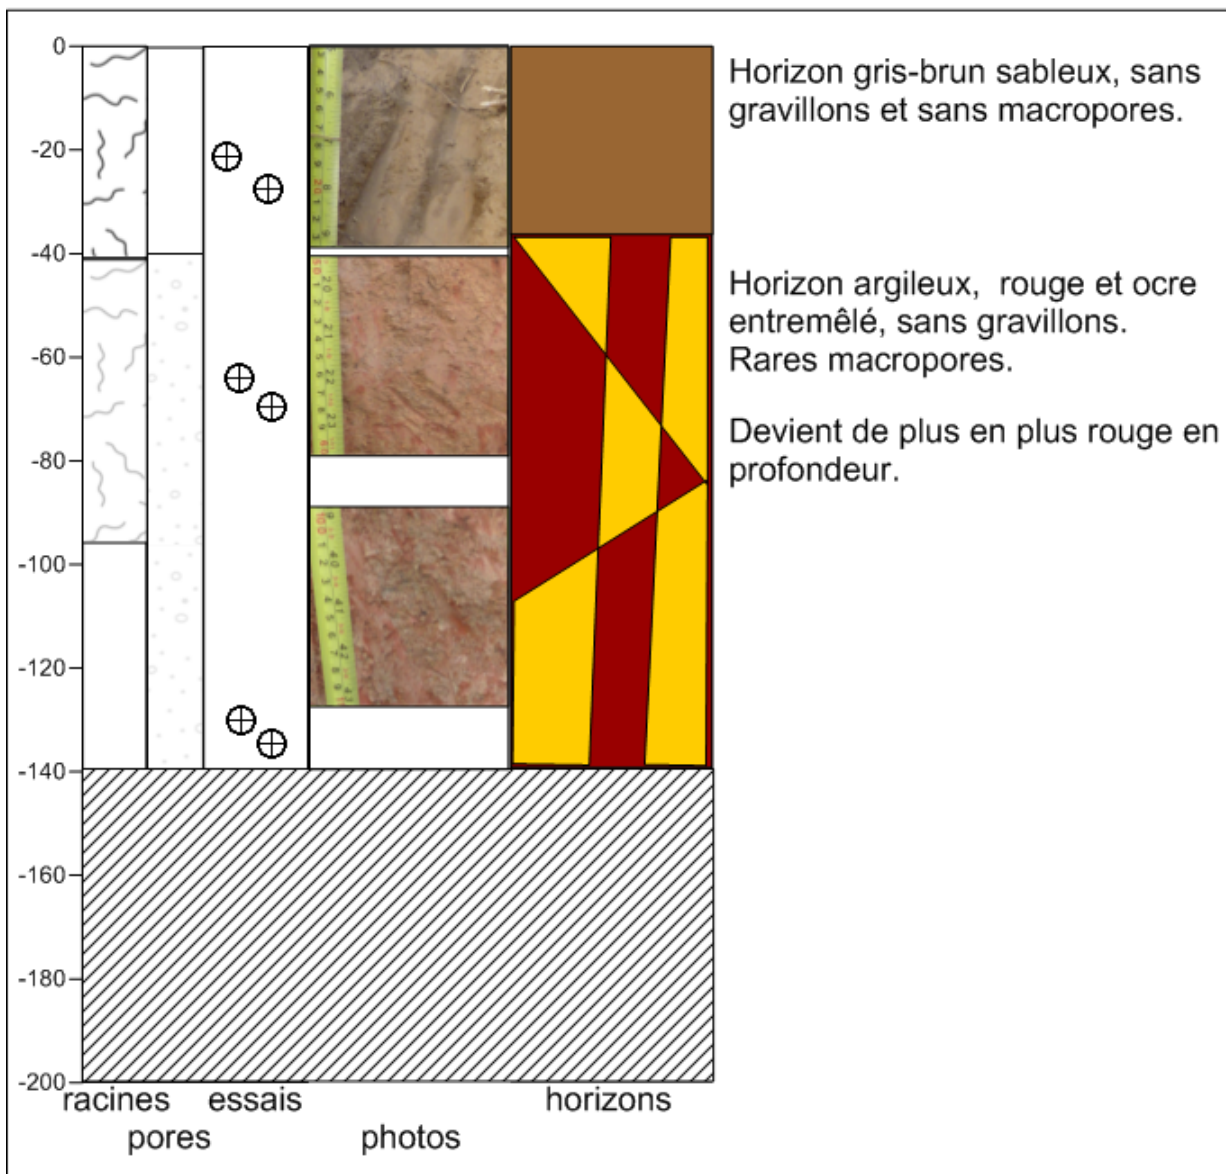 0
-20
-40
-60
-80
-100
-120
-140
-160
-180
-200
Horizon gris-brun sableux, sans
gravillons et sans macropores.
Horizon argileux, rouge et ocre
entremêlé, sans gravillons.
Rares macropores.
Devient de plus en plus rouge en
profondeur.
racines
essais
horizons
pores
photos